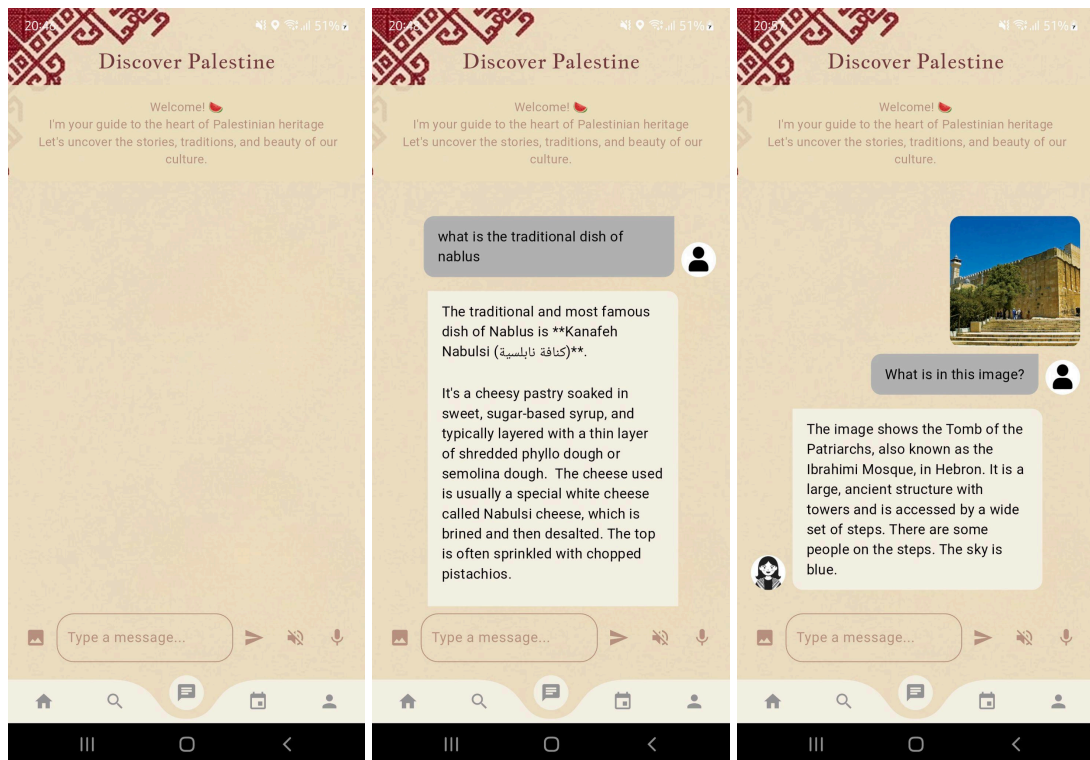 20:46
51%
Discover Palestine
Welcome! 🍉
I'm your guide to the heart of Palestinian heritage
Let's uncover the stories, traditions, and beauty of our
culture.
Type a message...
20:48
51%
Discover Palestine
Welcome! 🍉
I'm your guide to the heart of Palestinian heritage
Let's uncover the stories, traditions, and beauty of our
culture.
what is the traditional dish of
nablus
The traditional and most famous
dish of Nablus is **Kanafeh
Nabulsi (كنافة نابلسية)**.
It's a cheesy pastry soaked in
sweet, sugar-based syrup, and
typically layered with a thin layer
of shredded phyllo dough or
semolina dough.  The cheese used
is usually a special white cheese
called Nabulsi cheese, which is
brined and then desalted. The top
is often sprinkled with chopped
pistachios.
Type a message...
20:57
51%
Discover Palestine
Welcome! 🍉
I'm your guide to the heart of Palestinian heritage
Let's uncover the stories, traditions, and beauty of our
culture.
What is in this image?
The image shows the Tomb of the
Patriarchs, also known as the
Ibrahimi Mosque, in Hebron. It is a
large, ancient structure with
towers and is accessed by a wide
set of steps. There are some
people on the steps. The sky is
blue.
Type a message...